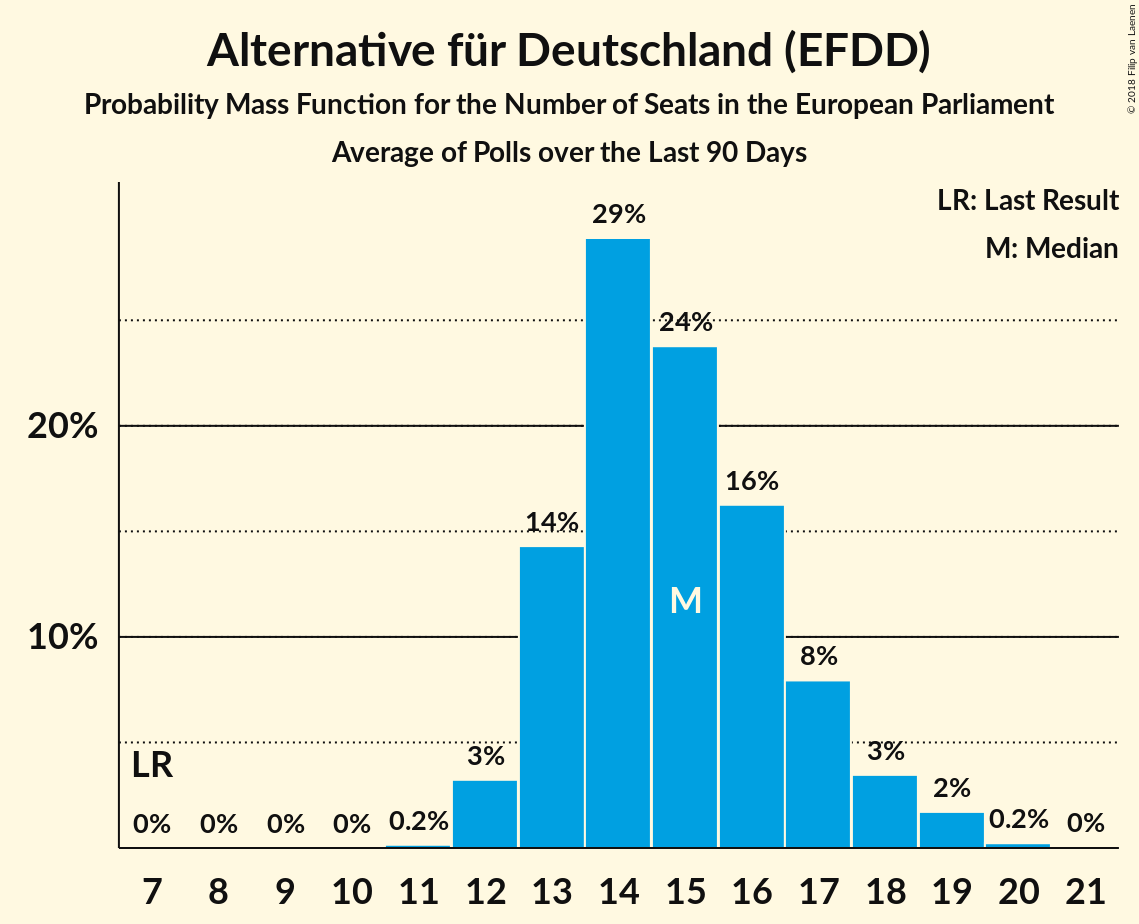 Alternative für Deutschland (EFDD)
Probability Mass Function for the Number of Seats in the European Parliament
Average of Polls over the Last 90 Days
© 2018 Filip van Laenen
LR: Last Result
M: Median
29%
24%
20%
16%
14%
M
10%
8%
LR
3%
3%
2%
0% 0% 0% 0% 0.2% 0.2% 0%
7 8 9 10 11 12 13 14 15 16 17 18 19 20 21